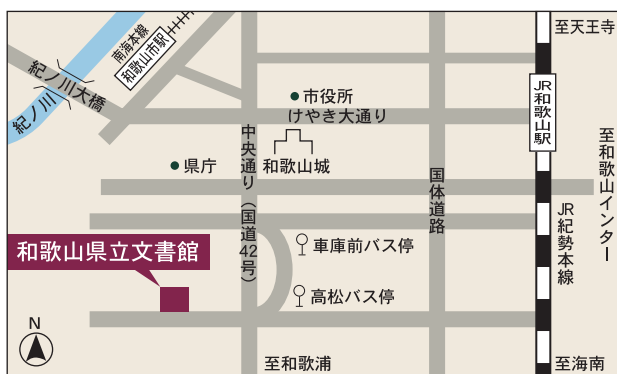 至天王寺
南海本線
和歌山市駅
紀ノ川大橋
紀ノ川
市役所
けやき大通り
JR和歌山駅
中央通り（国道42号）
県庁
和歌山城
国体道路
至和歌山インター
JR紀勢本線
和歌山県立文書館
車庫前バス停
高松バス停
N
至和歌浦
至海南